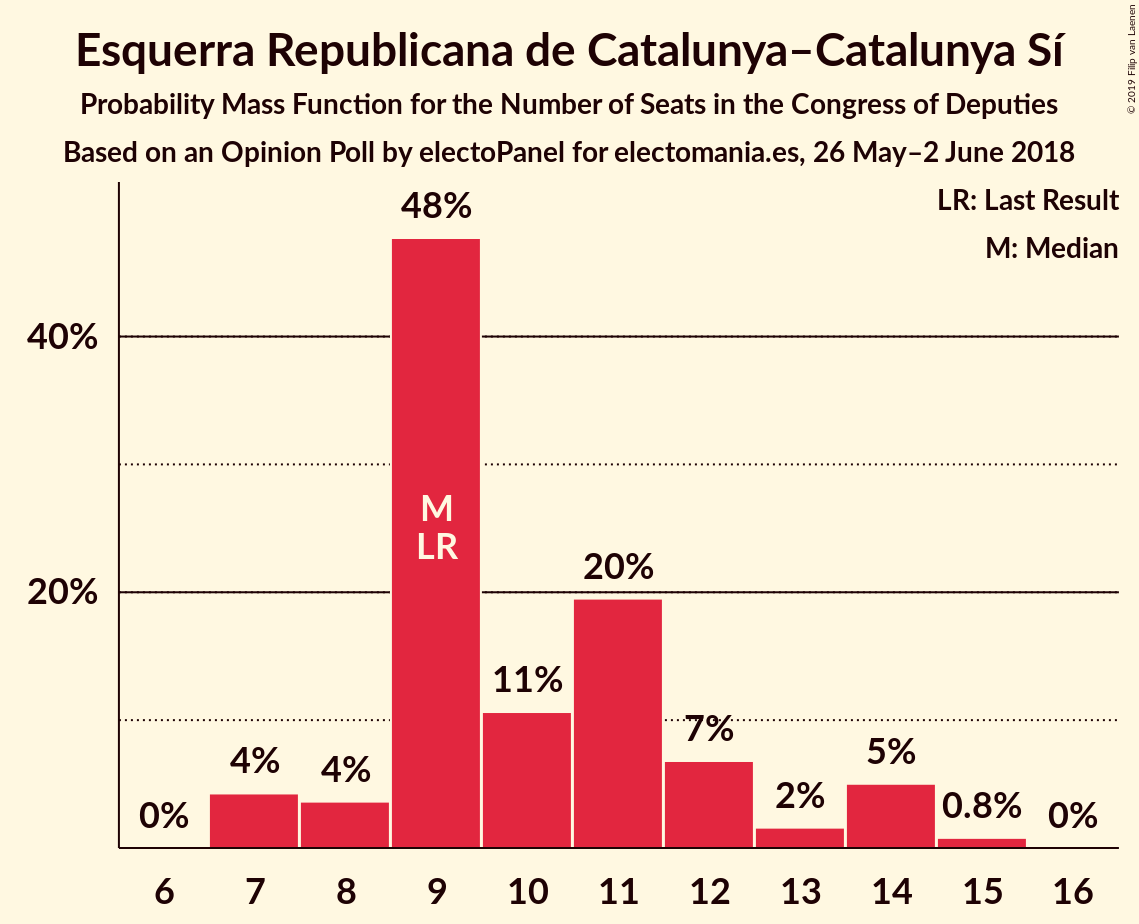 Esquerra Republicana de Catalunya–Catalunya Sí
Probability Mass Function for the Number of Seats in the Congress of Deputies
Based on an Opinion Poll by electoPanel for electomania.es, 26 May–2 June 2018
© 2019 Filip van Laenen
LR: Last Result
M: Median
40%
20%
0%
4%
4%
48%
M
LR
11%
20%
7%
2%
5%
0.8%
0%
6 7 8 9 10 11 12 13 14 15 16